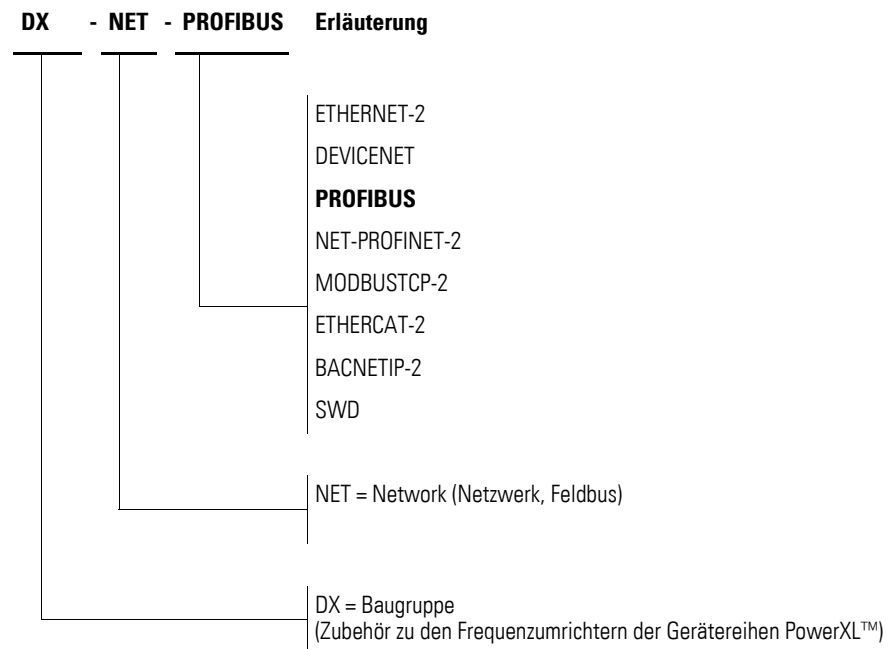 DX - NET - PROFIBUS Erläuterung
ETHERNET-2
DEVICENET
PROFIBUS
NET-PROFINET-2
MODBUSTCP-2
ETHERCAT-2
BACNETIP-2
SWD
NET = Network (Netzwerk, Feldbus)
DX = Baugruppe
(Zubehör zu den Frequenzumrichtern der Gerätereihen PowerXL™)